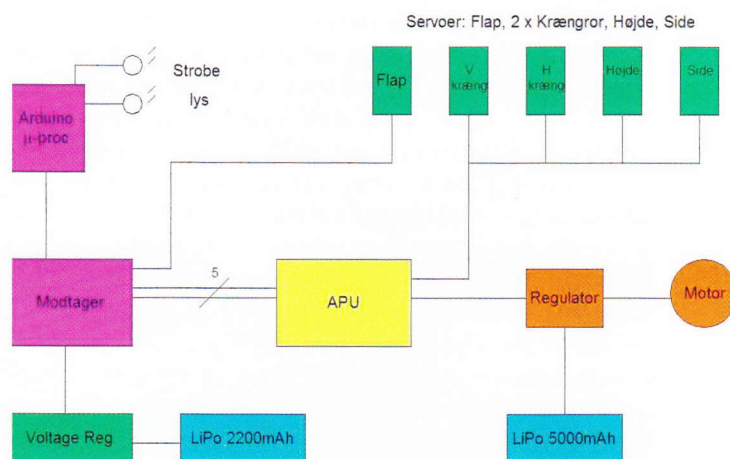 Servoer: Flap, 2 x Krængror, Højde, Side
Strobe
lys
Arduino
µ-proc
Flap
V
kræng
H
kræng
Højde
Side
5
Modtager
APU
Regulator
Motor
Voltage Reg
LiPo 2200mAh
LiPo 5000mAh